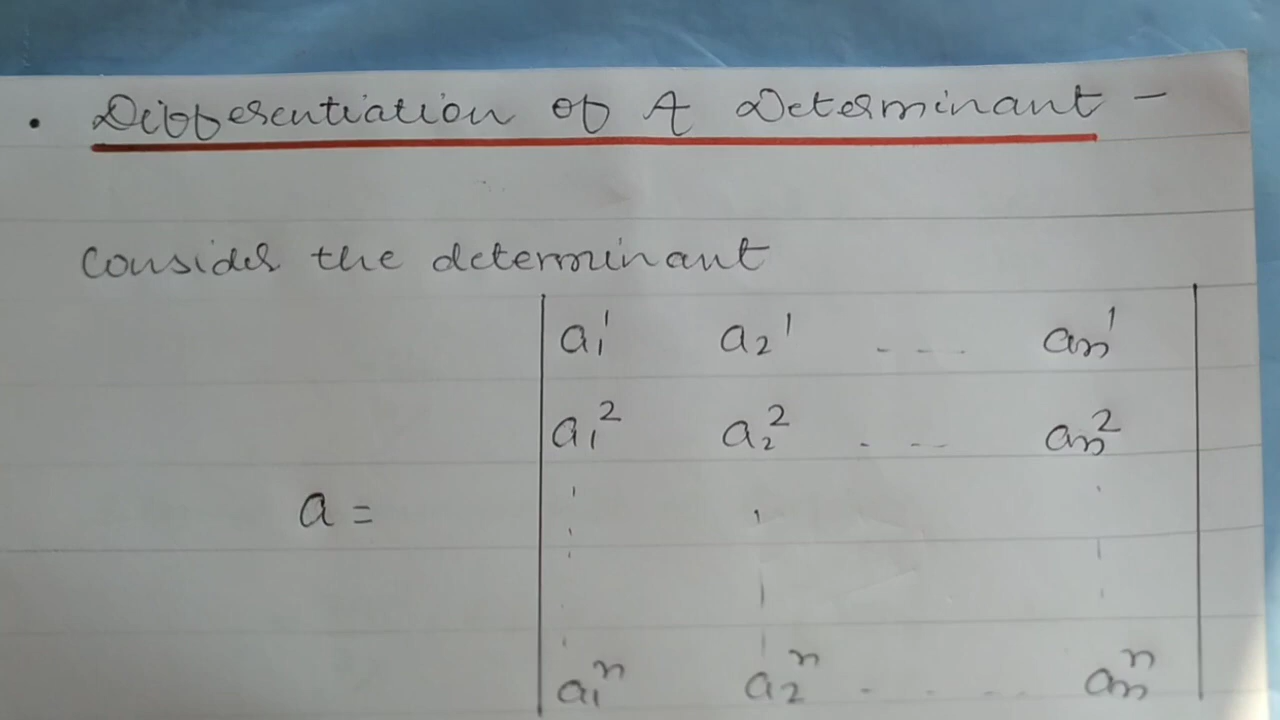 • Differentiation of A Determinant -
Consider the determinant
a₁¹ a₂¹ - - - aₙ¹
a₁² a₂² - - - aₙ²
a =
a₁ⁿ a₂ⁿ - - - - aₙⁿ